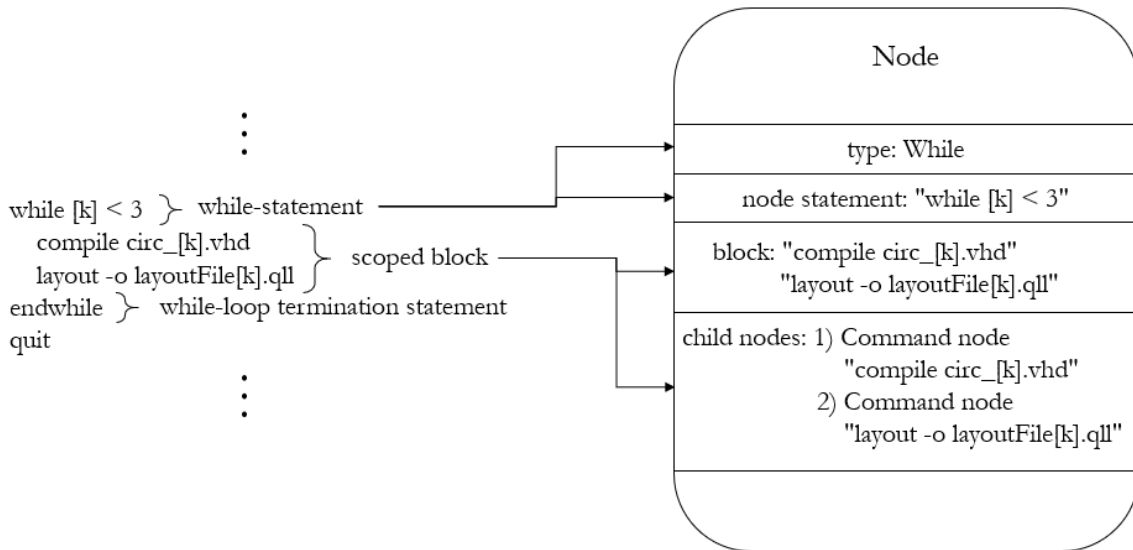 while [k] < 3 } while-statement
compile circ_[k].vhd
layout -o layoutFile[k].qll } scoped block
endwhile } while-loop termination statement
quit
Node
type: While
node statement: "while [k] < 3"
block: "compile circ_[k].vhd"
"layout -o layoutFile[k].qll"
child nodes: 1) Command node
"compile circ_[k].vhd"
2) Command node
"layout -o layoutFile[k].qll"